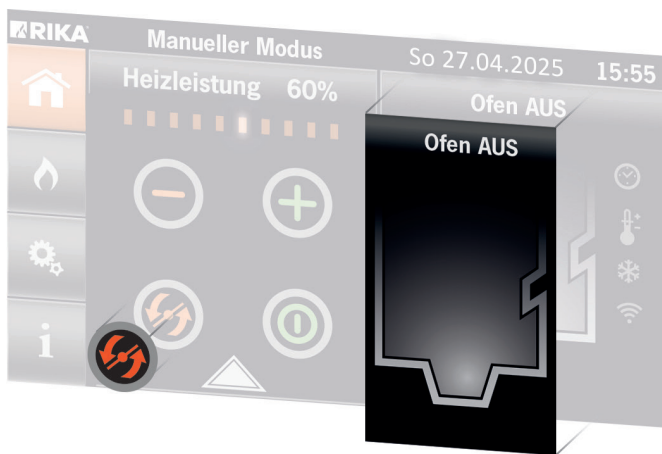 RIKA
Manueller Modus
So 27.04.2025
15:55
Heizleistung 60%
Ofen AUS
Ofen AUS